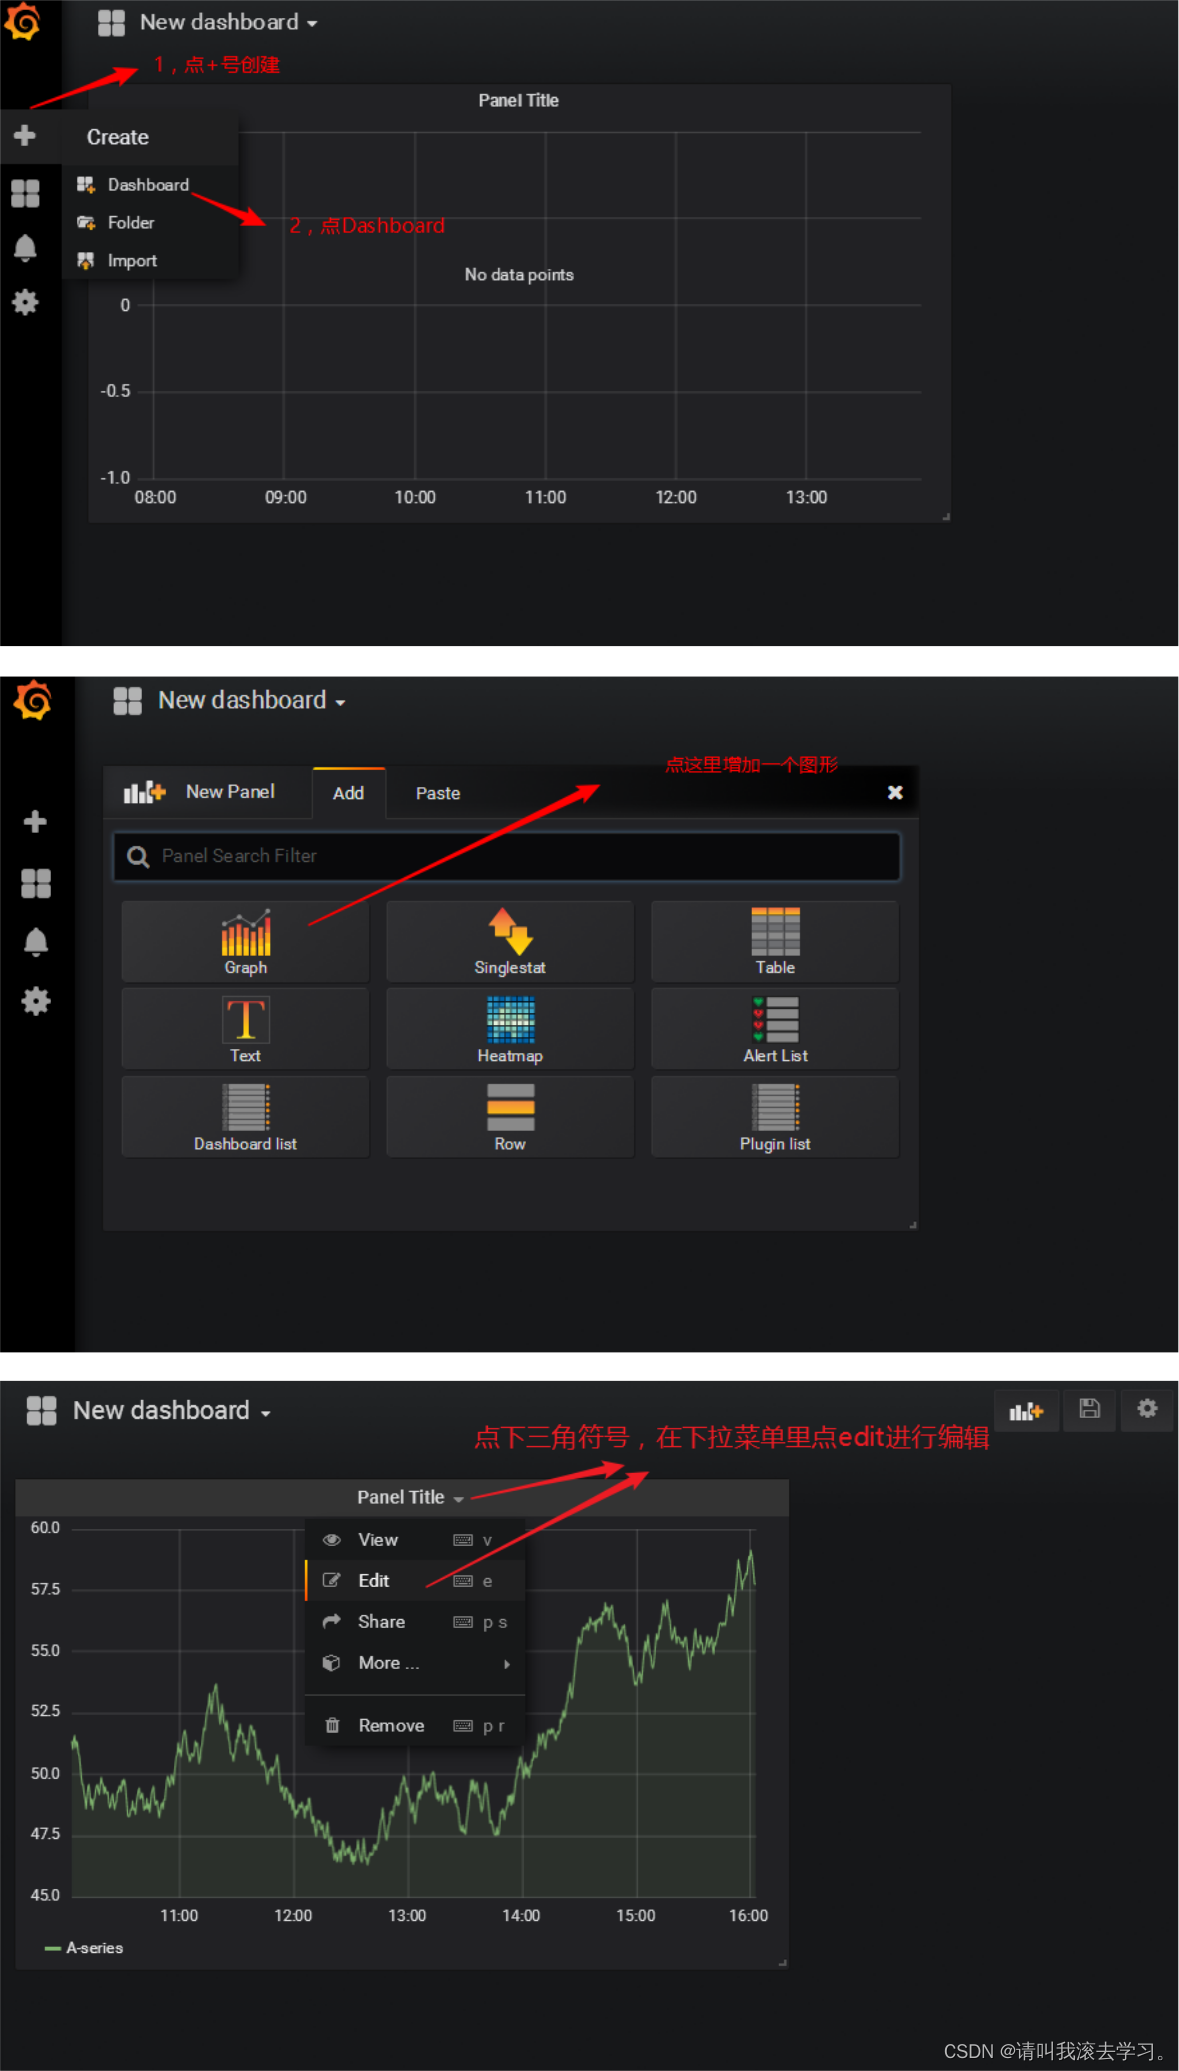 New dashboard
1，点+号创建
Panel Title
Create
Dashboard
2，点Dashboard
Folder
Import
No data points
0
-0.5
-1.0
08:00 09:00 10:00 11:00 12:00 13:00
New dashboard
点这里增加一个图形
New Panel Add Paste
Panel Search Filter
Graph Singlestat Table
Text Heatmap Alert List
Dashboard list Row Plugin list
New dashboard
点下三角符号，在下拉菜单里点edit进行编辑
Panel Title
60.0
View v
Edit e
57.5
Share p s
55.0
More ...
52.5
Remove p r
50.0
47.5
45.0
11:00 12:00 13:00 14:00 15:00 16:00
A-series
CSDN @请叫我滚去学习。